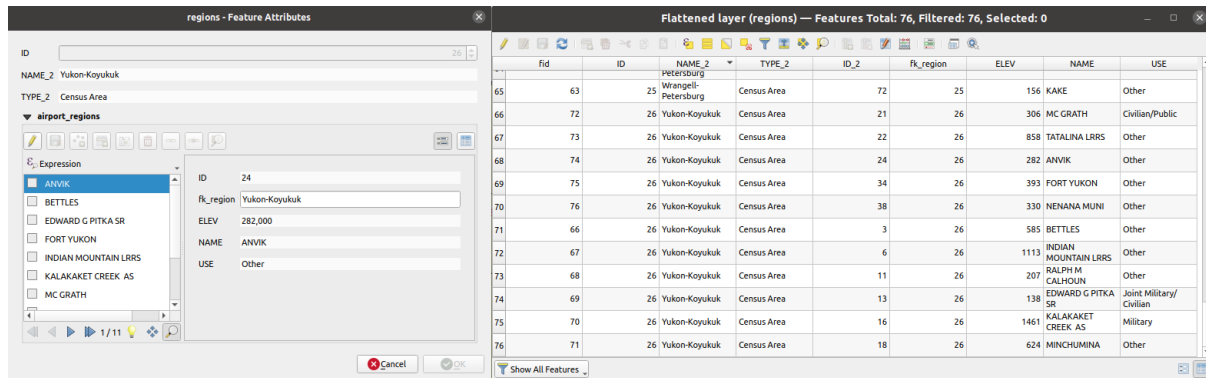 regions - Feature Attributes
ID 26
NAME_2 Yukon-Koyukuk
TYPE_2 Census Area
airport_regions
Expression
ANVIK
BETTLES
EDWARD G PITKA SR
FORT YUKON
INDIAN MOUNTAIN LRRS
KALAKAKET CREEK AS
MC GRATH
1 / 11
ID 24
fk_region Yukon-Koyukuk
ELEV 282,000
NAME ANVIK
USE Other
Cancel OK
Flattened layer (regions) — Features Total: 76, Filtered: 76, Selected: 0
fid ID NAME_2 TYPE_2 ID_2 fk_region ELEV NAME USE
Petersburg
65 63 25 Wrangell-Petersburg Census Area 72 25 156 KAKE Other
66 72 26 Yukon-Koyukuk Census Area 21 26 306 MC GRATH Civilian/Public
67 73 26 Yukon-Koyukuk Census Area 22 26 858 TATALINA LRRS Other
68 74 26 Yukon-Koyukuk Census Area 24 26 282 ANVIK Other
69 75 26 Yukon-Koyukuk Census Area 34 26 393 FORT YUKON Other
70 76 26 Yukon-Koyukuk Census Area 38 26 330 NENANA MUNI Other
71 66 26 Yukon-Koyukuk Census Area 3 26 585 BETTLES Other
72 67 26 Yukon-Koyukuk Census Area 6 26 1113 INDIAN MOUNTAIN LRRS Other
73 68 26 Yukon-Koyukuk Census Area 11 26 207 RALPH M CALHOUN Other
74 69 26 Yukon-Koyukuk Census Area 13 26 138 EDWARD G PITKA SR Joint Military/Civilian
75 70 26 Yukon-Koyukuk Census Area 16 26 1461 KALAKAKET CREEK AS Military
76 71 26 Yukon-Koyukuk Census Area 18 26 624 MINCHUMINA Other
Show All Features